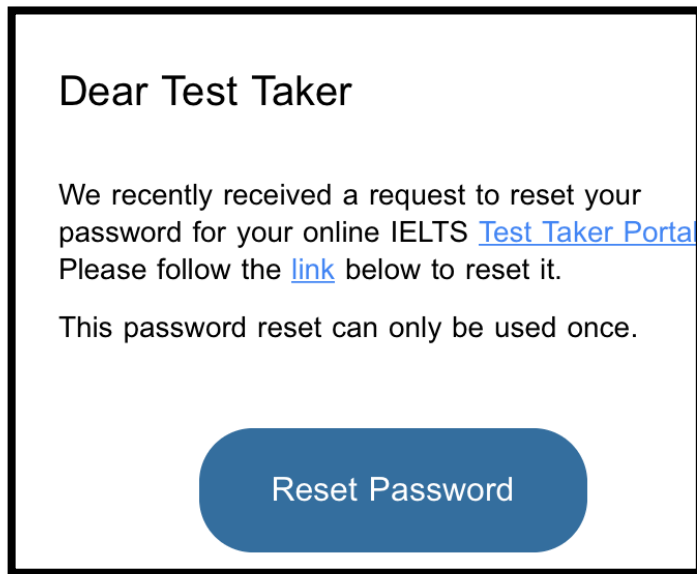 Dear Test Taker
We recently received a request to reset your
password for your online IELTS Test Taker Portal
Please follow the link below to reset it.
This password reset can only be used once.
Reset Password